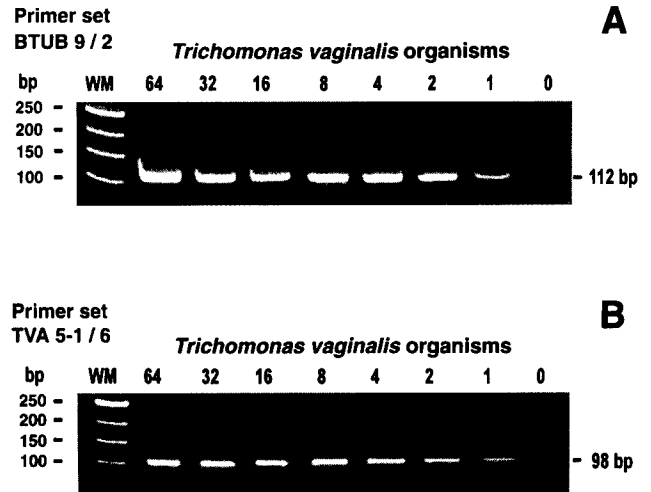 Primer set
BTUB 9 / 2
A
Trichomonas vaginalis organisms
bp WM 64 32 16 8 4 2 1 0
250 -
200 -
150 -
100 -
- 112 bp
Primer set
TVA 5-1 / 6
B
Trichomonas vaginalis organisms
bp WM 64 32 16 8 4 2 1 0
250 -
200 -
150 -
100 -
- 98 bp